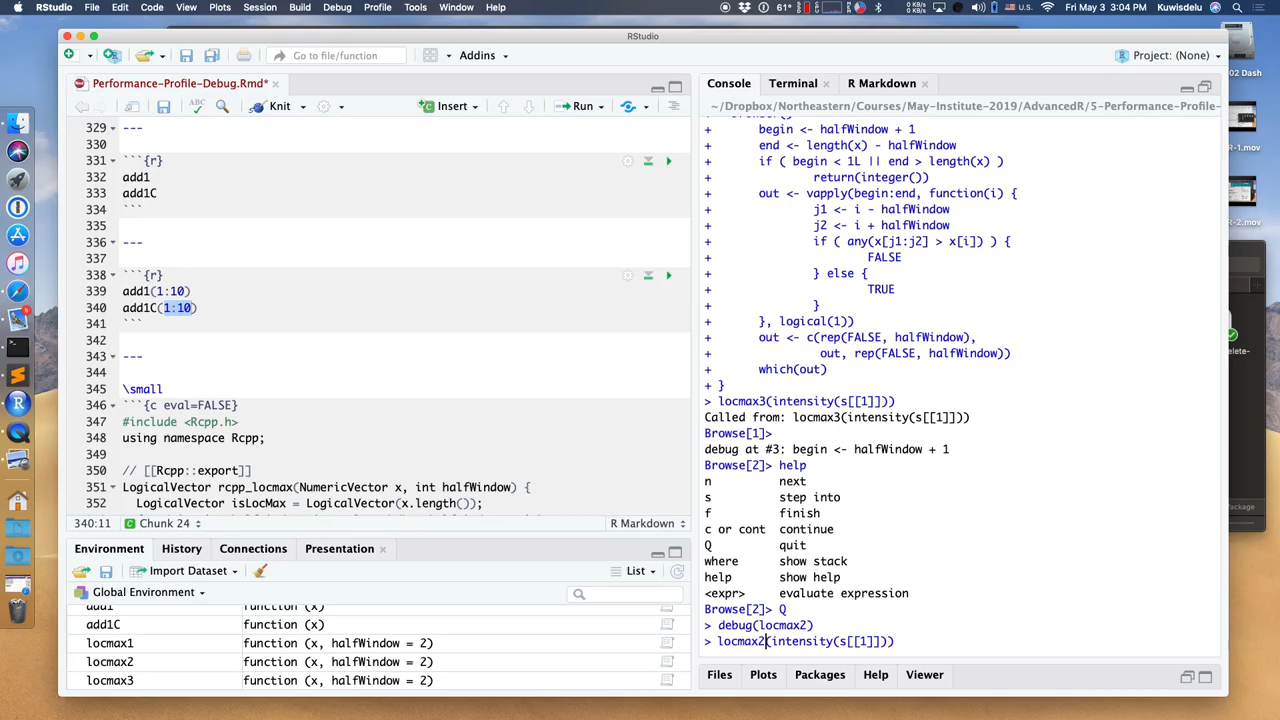 RStudio File Edit Code View Plots Session Build Debug Profile Tools Window Help
61% U.S. Fri May 3 3:04 PM Kuwisdelu
RStudio
Go to file/function Addins Project: (None)
Performance-Profile-Debug.Rmd*
Knit Insert Run
329 ---
330
331 ```{r}
332 add1
333 add1C
334 ```
335
336 ---
337
338 ```{r}
339 add1(1:10)
340 add1C(1:10)
341 ```
342
343 ---
344
345 \small
346 ```{c eval=FALSE}
347 #include <Rcpp.h>
348 using namespace Rcpp;
349
350 // [[Rcpp::export]]
351 LogicalVector rcpp_locmax(NumericVector x, int halfWindow) {
352 LogicalVector isLocMax = LogicalVector(x.length());
340:11 Chunk 24 R Markdown
Environment History Connections Presentation
Import Dataset List
Global Environment
add1 function (x)
add1C function (x)
locmax1 function (x, halfWindow = 2)
locmax2 function (x, halfWindow = 2)
locmax3 function (x, halfWindow = 2)
Console Terminal R Markdown
~/Dropbox/Northeastern/Courses/May-Institute-2019/AdvancedR/5-Performance-Profile-
+ begin <- halfWindow + 1
+ end <- length(x) - halfWindow
+ if ( begin < 1L || end > length(x) )
+ return(integer())
+ out <- vapply(begin:end, function(i) {
+ j1 <- i - halfWindow
+ j2 <- i + halfWindow
+ if ( any(x[j1:j2] > x[i]) ) {
+ FALSE
+ } else {
+ TRUE
+ }
+ }, logical(1))
+ out <- c(rep(FALSE, halfWindow),
+ out, rep(FALSE, halfWindow))
+ which(out)
+ }
> locmax3(intensity(s[[1]]))
Called from: locmax3(intensity(s[[1]]))
Browse[1]>
debug at #3: begin <- halfWindow + 1
Browse[2]> help
n next
s step into
f finish
c or cont continue
Q quit
where show stack
help show help
<expr> evaluate expression
Browse[2]> Q
> debug(locmax2)
> locmax2(intensity(s[[1]]))
Files Plots Packages Help Viewer
02 Dash
R-1.mov
R-2.mov
Package